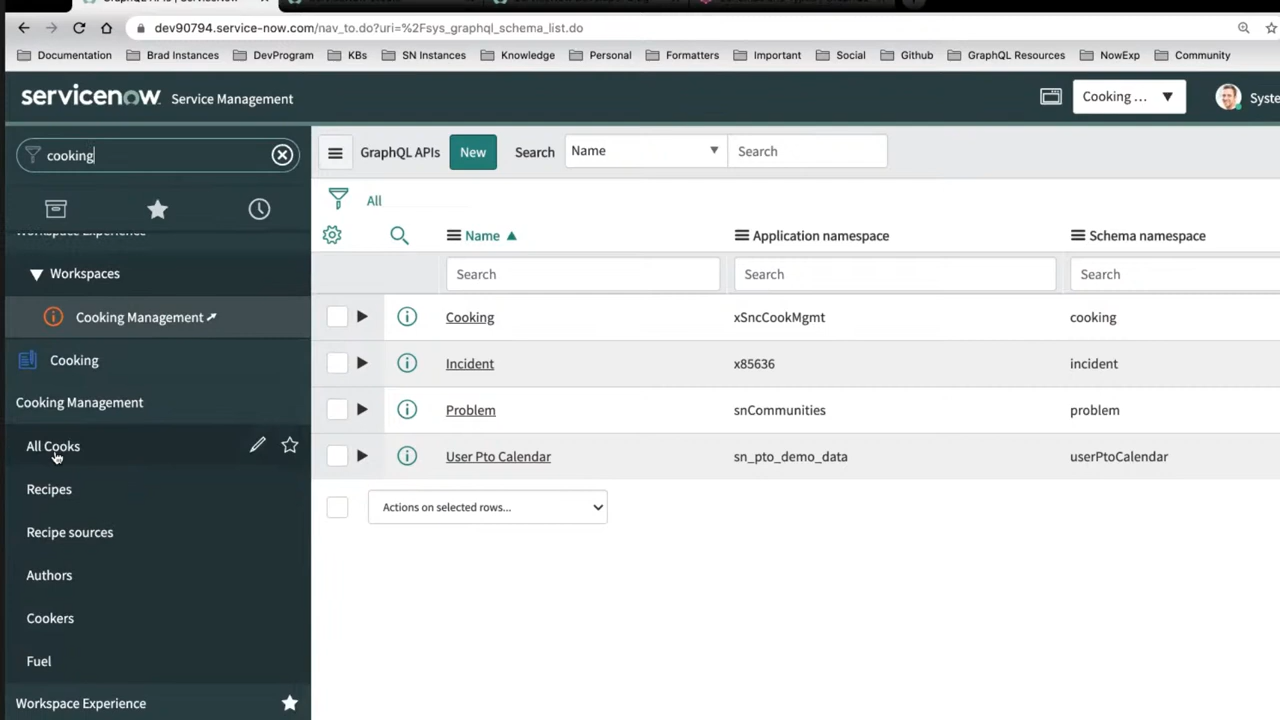 dev90794.service-now.com/nav_to.do?uri=%2Fsys_graphql_schema_list.do
Documentation Brad Instances DevProgram KBs SN Instances Knowledge Personal Formatters Important Social Github GraphQL Resources NowExp Community
servicenow Service Management Cooking ... Syste
cooking GraphQL APIs New Search Name Search
All
Workspace Experience
Name Application namespace Schema namespace
Workspaces Search Search Search
Cooking Management Cooking xSncCookMgmt cooking
Cooking Incident x85636 incident
Cooking Management Problem snCommunities problem
All Cooks User Pto Calendar sn_pto_demo_data userPtoCalendar
Recipes Actions on selected rows...
Recipe sources
Authors
Cookers
Fuel
Workspace Experience